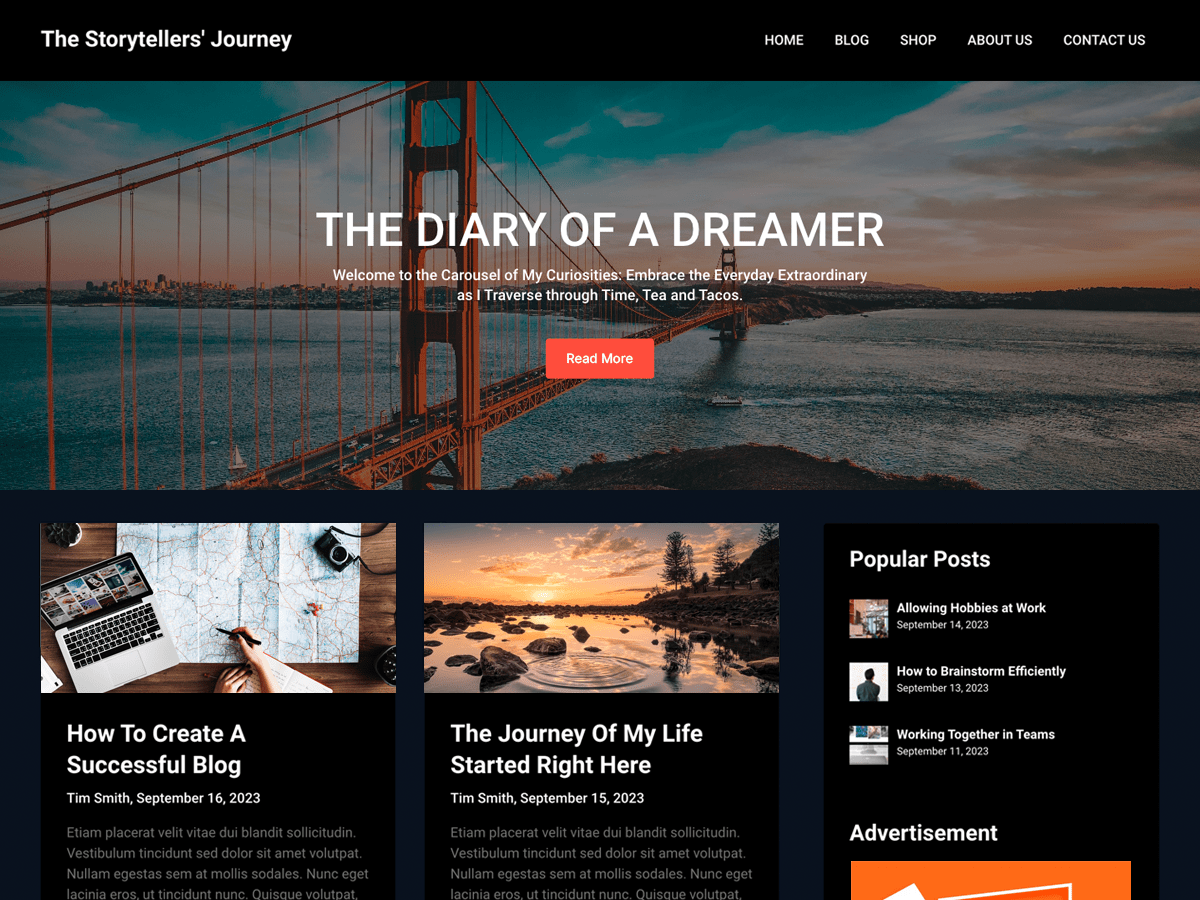 The Storytellers' Journey
HOME BLOG SHOP ABOUT US CONTACT US
THE DIARY OF A DREAMER
Welcome to the Carousel of My Curiosities: Embrace the Everyday Extraordinary
as I Traverse through Time, Tea and Tacos.
Read More
How To Create A
Successful Blog
Tim Smith, September 16, 2023
Etiam placerat velit vitae dui blandit sollicitudin.
Vestibulum tincidunt sed dolor sit amet volutpat.
Nullam egestas sem at mollis sodales. Nunc eget
lacinia eros, ut tincidunt nunc. Quisque volutpat,
The Journey Of My Life
Started Right Here
Tim Smith, September 15, 2023
Etiam placerat velit vitae dui blandit sollicitudin.
Vestibulum tincidunt sed dolor sit amet volutpat.
Nullam egestas sem at mollis sodales. Nunc eget
lacinia eros, ut tincidunt nunc. Quisque volutpat,
Popular Posts
Allowing Hobbies at Work
September 14, 2023
How to Brainstorm Efficiently
September 13, 2023
Working Together in Teams
September 11, 2023
Advertisement